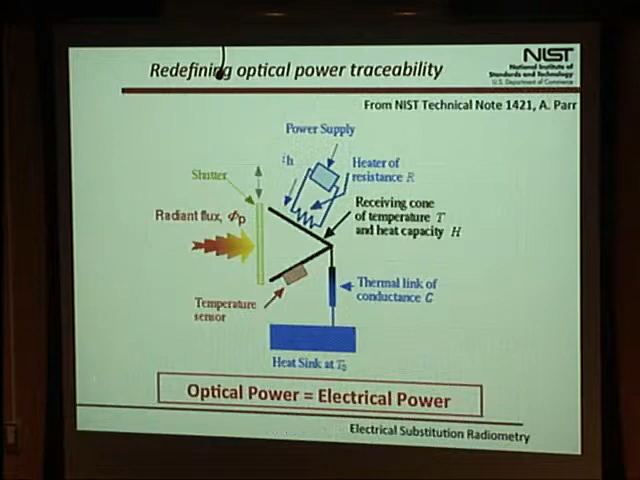 Redefining optical power traceability
NIST
National Institute of
Standards and Technology
U.S. Department of Commerce
From NIST Technical Note 1421, A. Parr
Power Supply
ih
Heater of
resistance R
Shutter
Receiving cone
of temperature T
and heat capacity H
Radiant flux, Φp
Thermal link of
conductance G
Temperature
sensor
Heat Sink at T0
Optical Power = Electrical Power
Electrical Substitution Radiometry